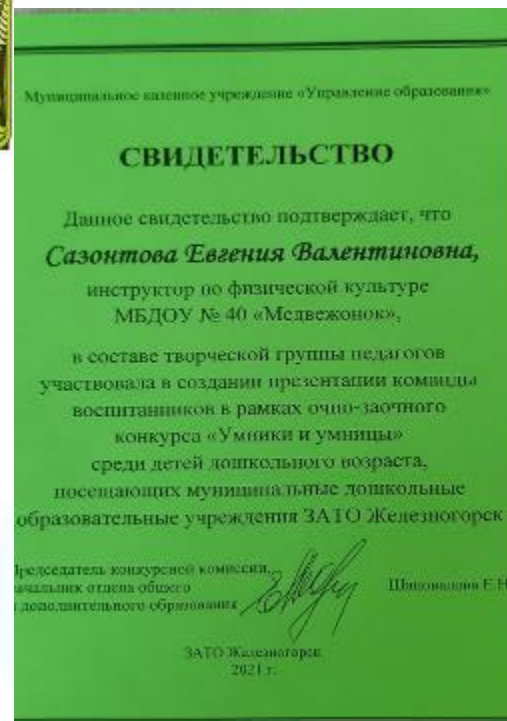 Муниципальное казенное учреждение «Управление образования»
СВИДЕТЕЛЬСТВО
Данное свидетельство подтверждает, что
Сазонтова Евгения Валентиновна,
инструктор по физической культуре
МБДОУ № 40 «Медвежонок»,
в составе творческой группы педагогов
участвовала в создании презентации команды
воспитанников в рамках очно-заочного
конкурса «Умники и умницы»
среди детей дошкольного возраста,
посещающих муниципальные дошкольные
образовательные учреждения ЗАТО Железногорск
Председатель конкурсной комиссии,
начальник отдела общего
и дополнительного образования
ЗАТО Железногорск
2021 г.